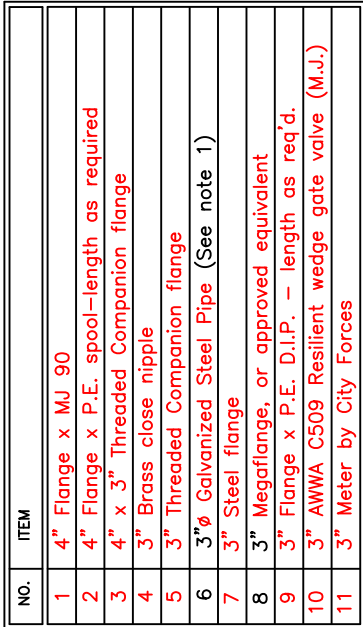 NO. ITEM
1 4" Flange x MJ 90
2 4" Flange x P.E. spool-length as required
3 4" x 3" Threaded Companion flange
4 3" Brass close nipple
5 3" Threaded Companion flange
6 3"ø Galvanized Steel Pipe (See note 1)
7 3" Steel flange
8 3" Megaflange, or approved equivalent
9 3" Flange x P.E. D.I.P. - length as req'd.
10 3" AWWA C509 Resilient wedge gate valve (M.J.)
11 3" Meter by City Forces